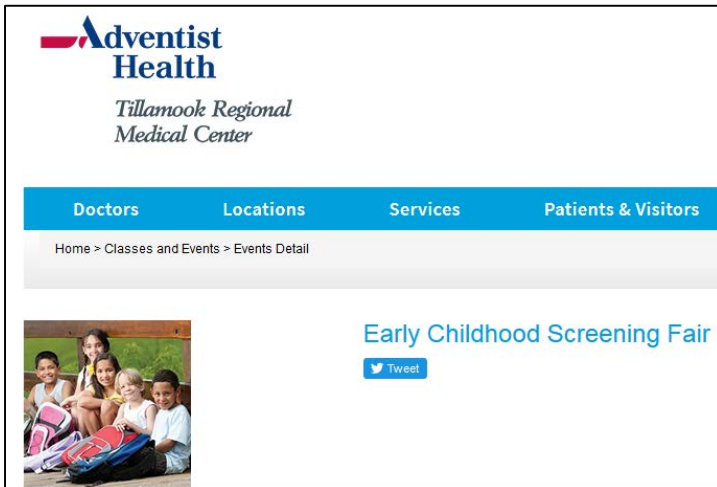 Adventist
Health
Tillamook Regional
Medical Center
Doctors Locations Services Patients & Visitors
Home > Classes and Events > Events Detail
Early Childhood Screening Fair
Tweet